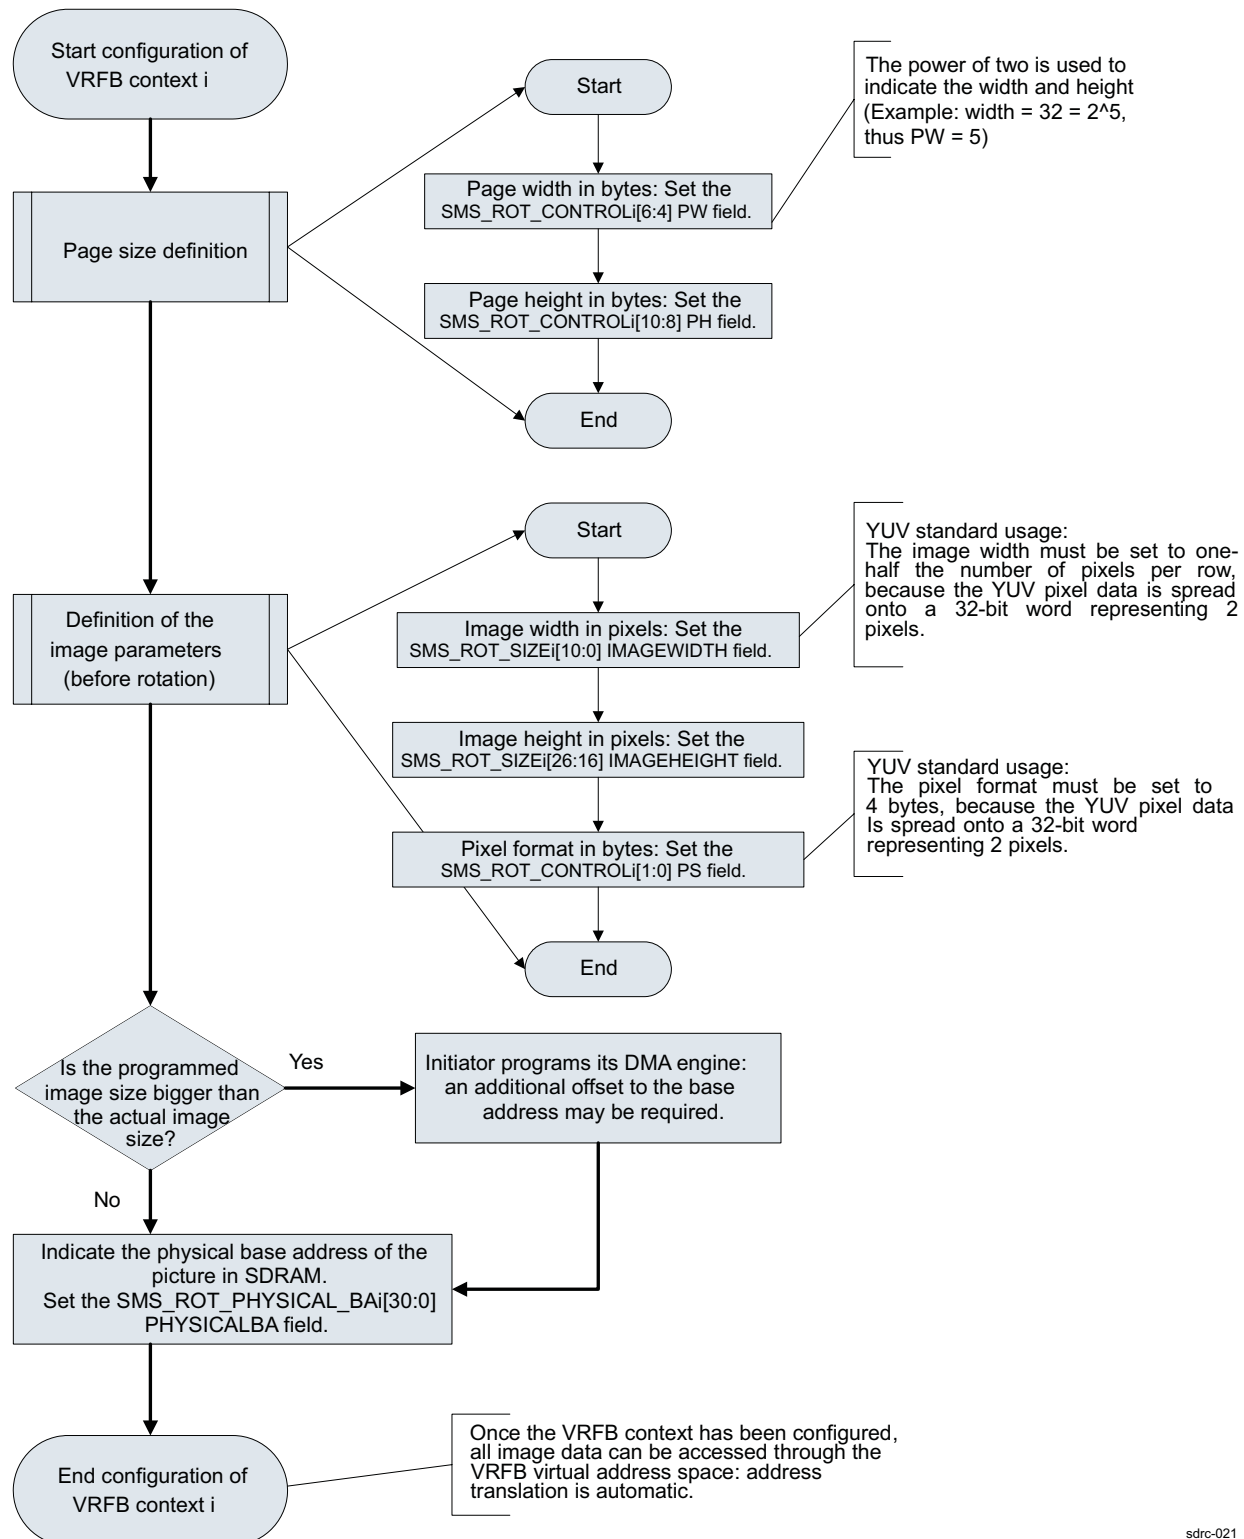 Start configuration of
VRFB context i
Start
The power of two is used to
indicate the width and height
(Example: width = 32 = 2^5,
thus PW = 5)
Page width in bytes: Set the
SMS_ROT_CONTROLi[6:4] PW field.
Page size definition
Page height in bytes: Set the
SMS_ROT_CONTROLi[10:8] PH field.
End
Start
YUV standard usage:
The image width must be set to one-
half the number of pixels per row,
because the YUV pixel data is spread
onto a 32-bit word representing 2
pixels.
Definition of the
image parameters
(before rotation)
Image width in pixels: Set the
SMS_ROT_SIZEi[10:0] IMAGEWIDTH field.
Image height in pixels: Set the
SMS_ROT_SIZEi[26:16] IMAGEHEIGHT field.
YUV standard usage:
The pixel format must be set to
4 bytes, because the YUV pixel data
Is spread onto a 32-bit word
representing 2 pixels.
Pixel format in bytes: Set the
SMS_ROT_CONTROLi[1:0] PS field.
End
Is the programmed
image size bigger than
the actual image
size?
Yes
Initiator programs its DMA engine:
an additional offset to the base
address may be required.
No
Indicate the physical base address of the
picture in SDRAM.
Set the SMS_ROT_PHYSICAL_BAi[30:0]
PHYSICALBA field.
End configuration of
VRFB context i
Once the VRFB context has been configured,
all image data can be accessed through the
VRFB virtual address space: address
translation is automatic.
sdrc-021